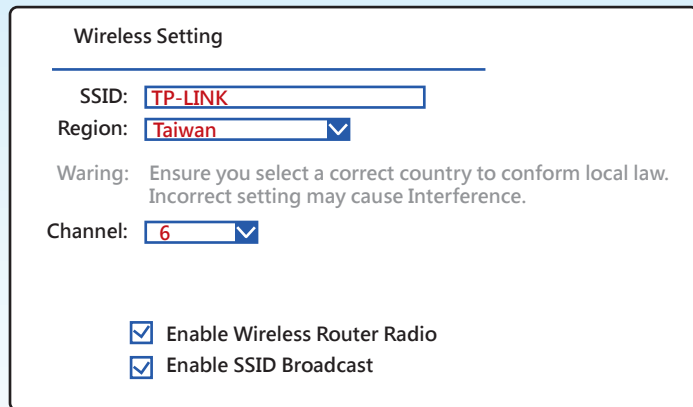 Wireless Setting
SSID: TP-LINK
Region: Taiwan
Waring: Ensure you select a correct country to conform local law.
Incorrect setting may cause Interference.
Channel: 6
Enable Wireless Router Radio
Enable SSID Broadcast